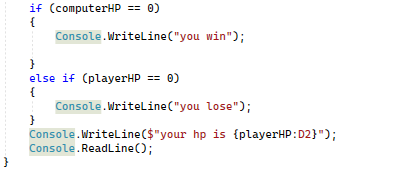 if (computerHP == 0)
{
Console.WriteLine("you win");
}
else if (playerHP == 0)
{
Console.WriteLine("you lose");
}
Console.WriteLine($"your hp is {playerHP:D2}");
Console.ReadLine();
}